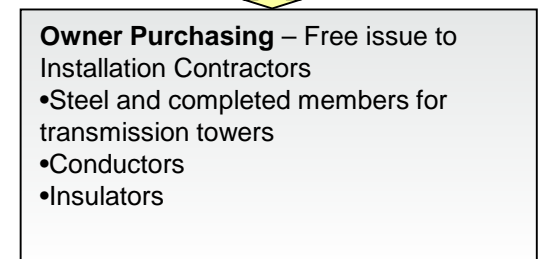 Owner Purchasing – Free issue to
Installation Contractors
•Steel and completed members for
transmission towers
•Conductors
•Insulators